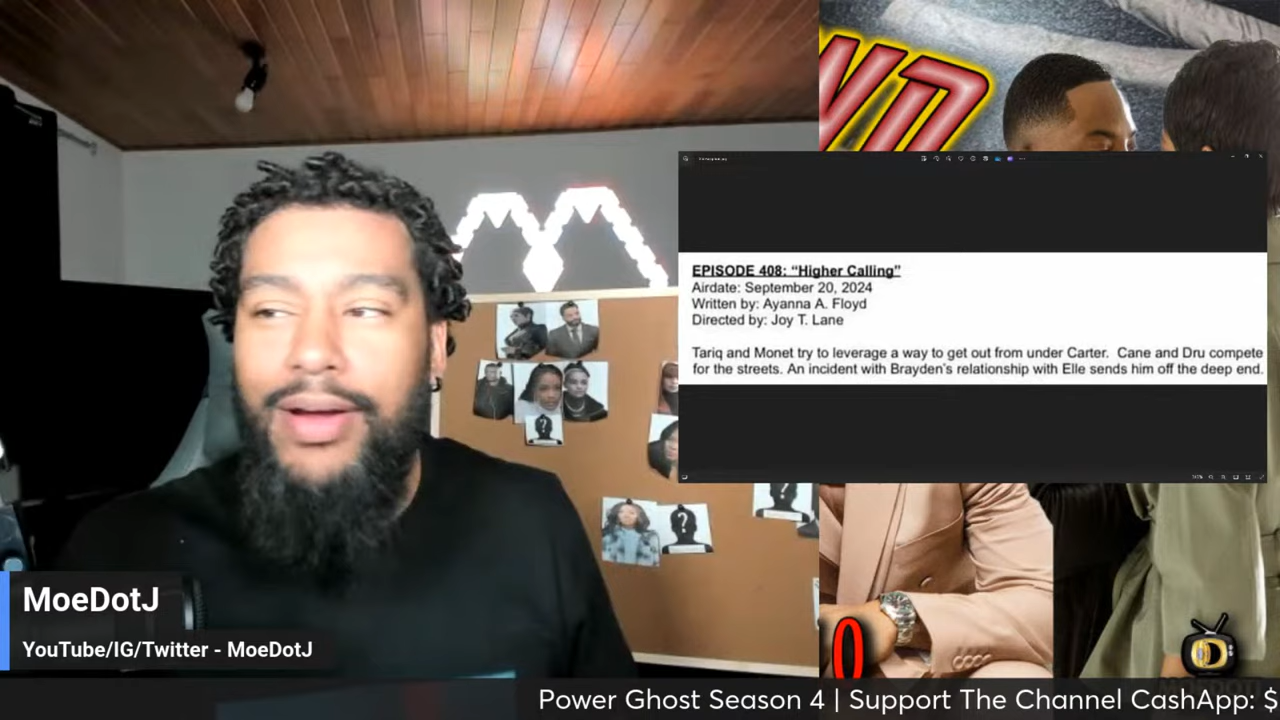 EPISODE 408: “Higher Calling”
Airdate: September 20, 2024
Written by: Ayanna A. Floyd
Directed by: Joy T. Lane
Tariq and Monet try to leverage a way to get out from under Carter. Cane and Dru compete
for the streets. An incident with Brayden's relationship with Elle sends him off the deep end.
?
?
MoeDotJ
YouTube/IG/Twitter - MoeDotJ
0
Power Ghost Season 4 | Support The Channel CashApp: $